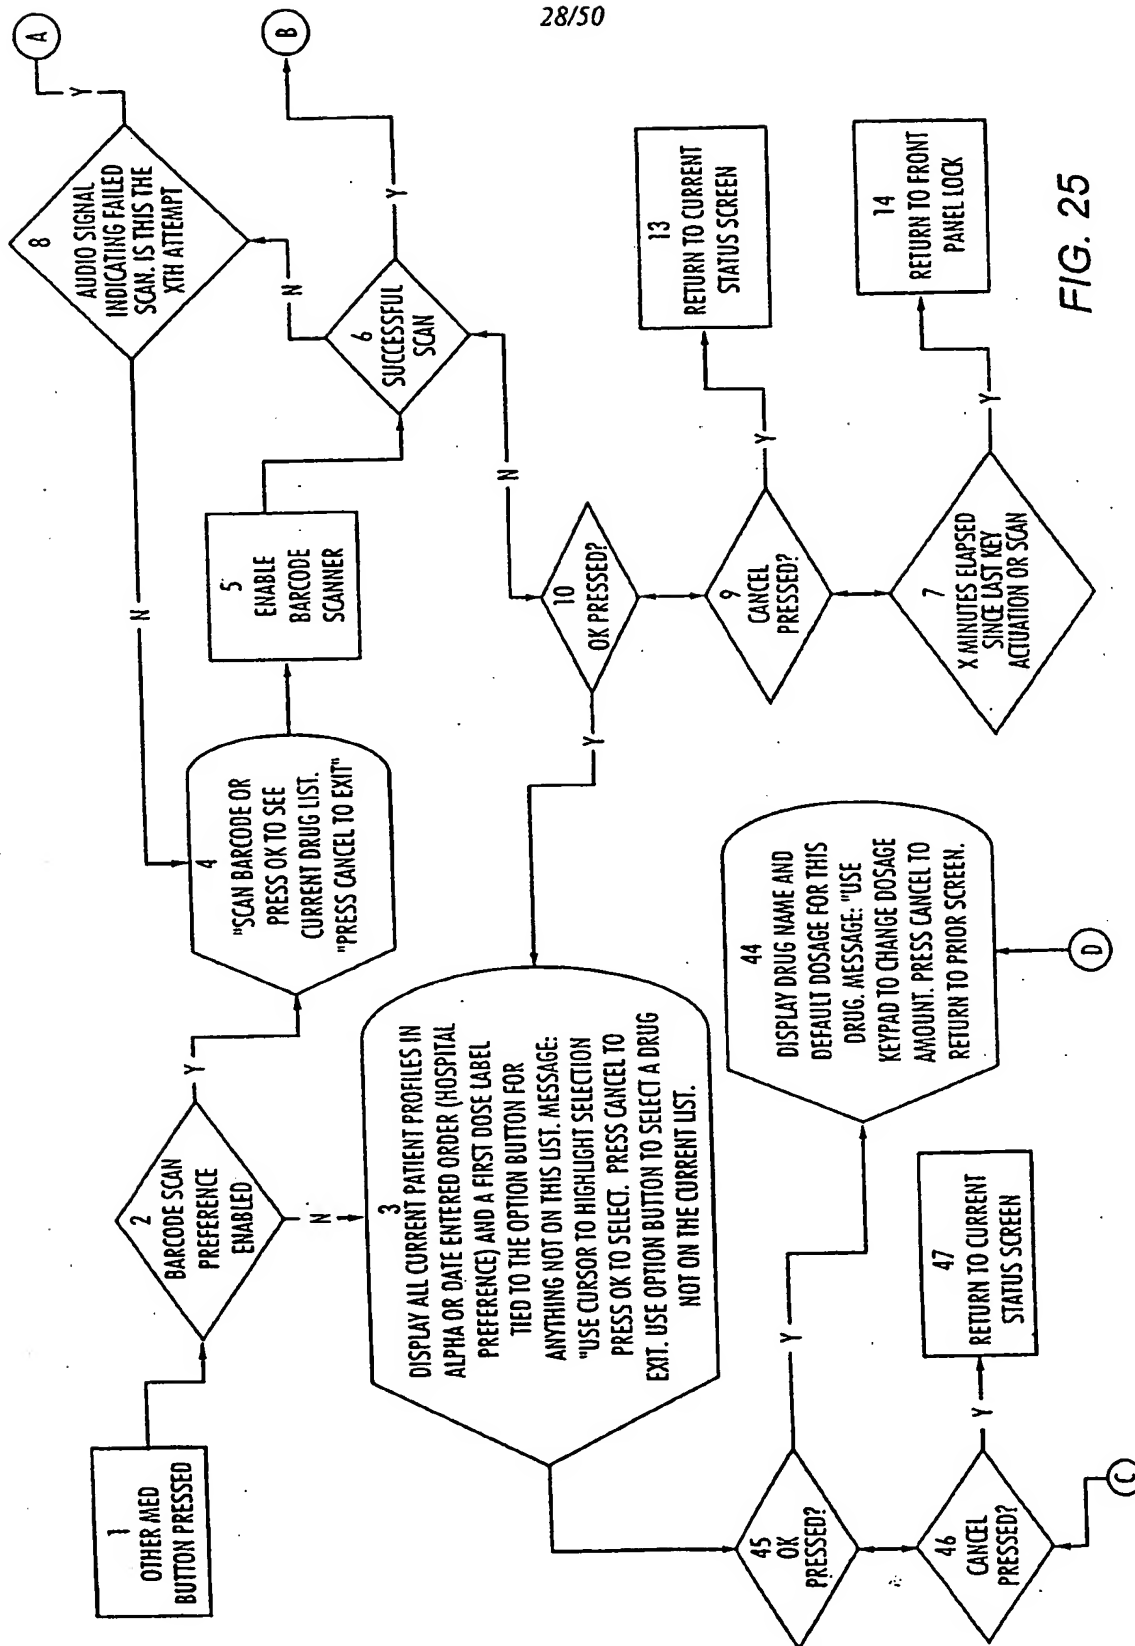 28/50
1
OTHER MED
BUTTON PRESSED
2
BARCODE SCAN
PREFERENCE
ENABLED
Y
N
4
"SCAN BARCODE OR
PRESS OK TO SEE
CURRENT DRUG LIST.
"PRESS CANCEL TO EXIT"
5
ENABLE
BARCODE
SCANNER
6
SUCCESSFUL
SCAN
Y
N
8
AUDIO SIGNAL
INDICATING FAILED
SCAN. IS THIS THE
XTH ATTEMPT
Y
N
A
B
3
DISPLAY ALL CURRENT PATIENT PROFILES IN
ALPHA OR DATE ENTERED ORDER (HOSPITAL
PREFERENCE) AND A FIRST DOSE LABEL
TIED TO THE OPTION BUTTON FOR
ANYTHING NOT ON THIS LIST. MESSAGE:
"USE CURSOR TO HIGHLIGHT SELECTION
PRESS OK TO SELECT. PRESS CANCEL TO
EXIT. USE OPTION BUTTON TO SELECT A DRUG
NOT ON THE CURRENT LIST.
10
OK PRESSED?
Y
N
9
CANCEL
PRESSED?
Y
13
RETURN TO CURRENT
STATUS SCREEN
7
X MINUTES ELAPSED
SINCE LAST KEY
ACTUATION OR SCAN
Y
14
RETURN TO FRONT
PANEL LOCK
45
OK
PRESSED?
Y
44
DISPLAY DRUG NAME AND
DEFAULT DOSAGE FOR THIS
DRUG. MESSAGE: "USE
KEYPAD TO CHANGE DOSAGE
AMOUNT. PRESS CANCEL TO
RETURN TO PRIOR SCREEN.
D
46
CANCEL
PRESSED?
Y
47
RETURN TO CURRENT
STATUS SCREEN
C
FIG. 25